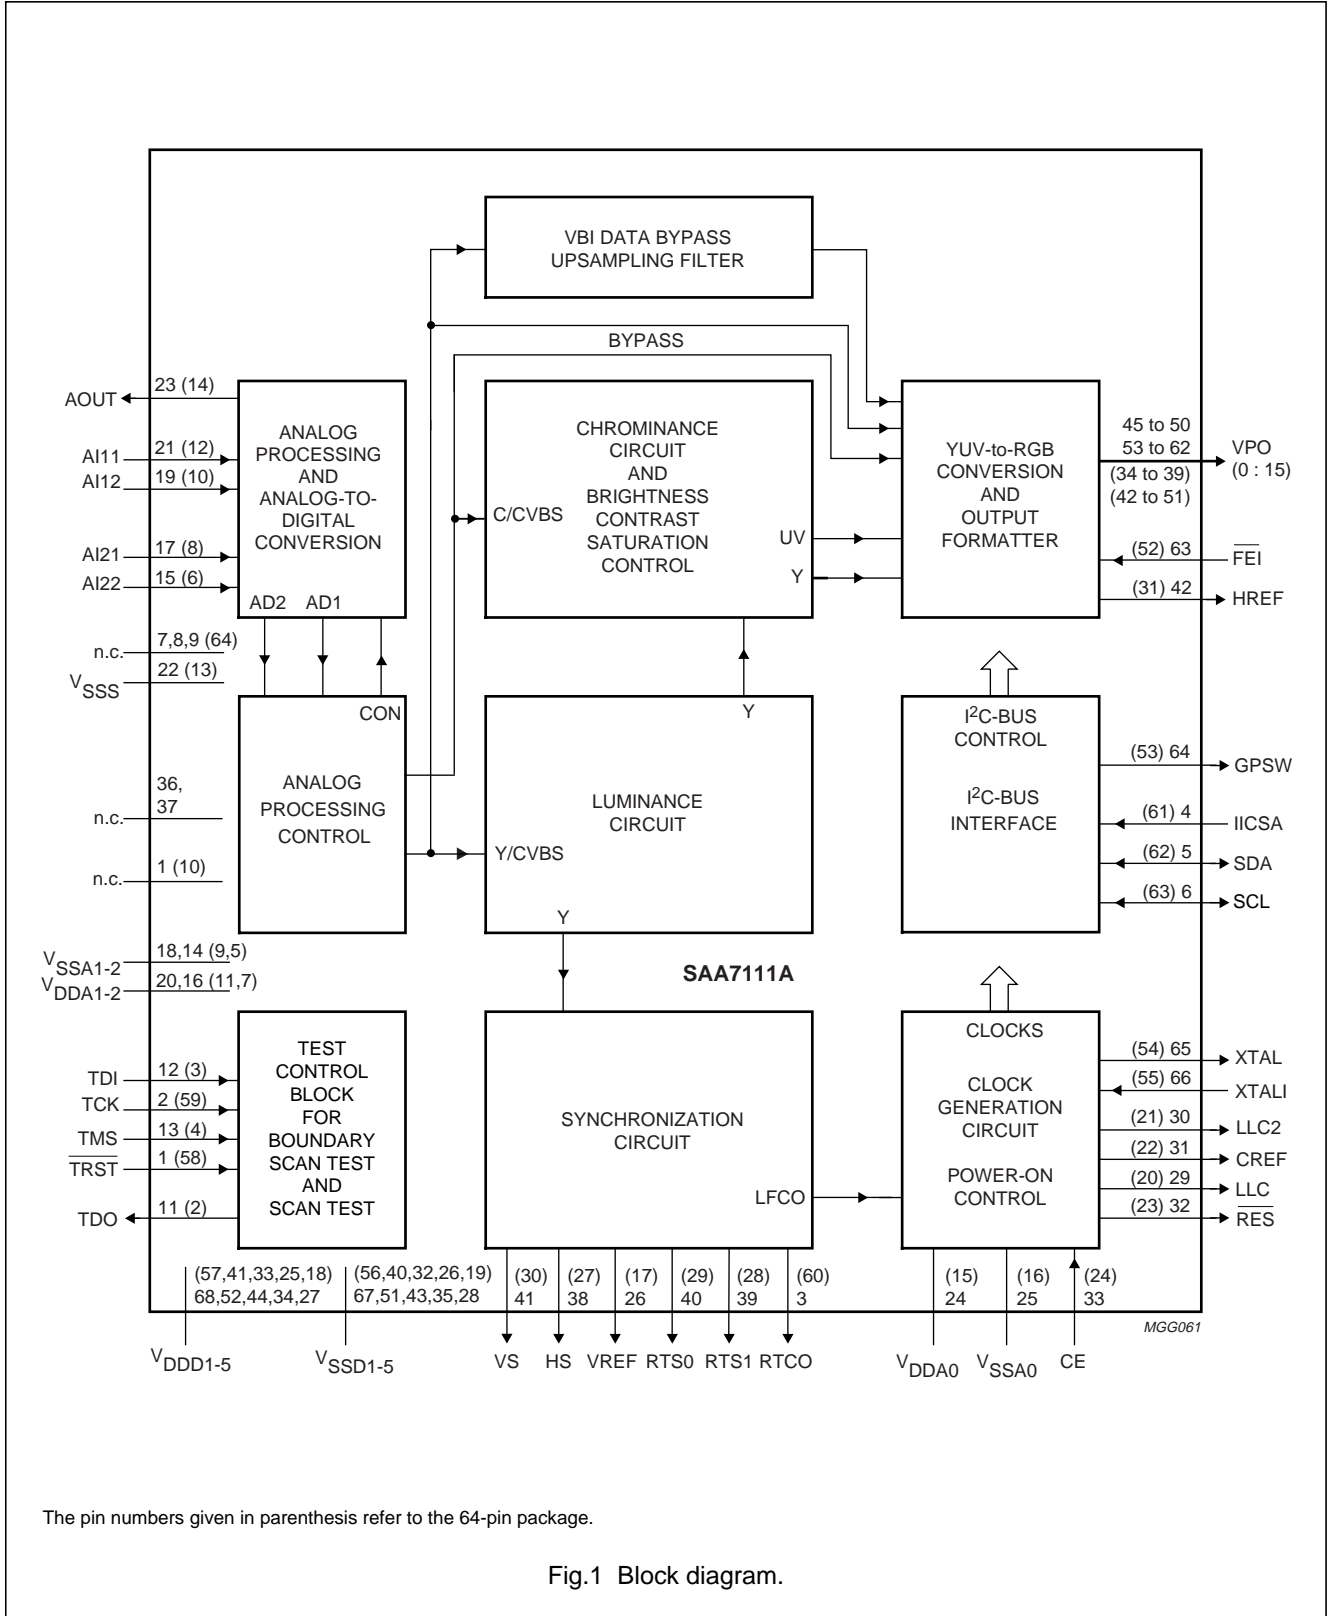 VBI DATA BYPASS
UPSAMPLING FILTER
BYPASS
AOUT
23 (14)
AI11
21 (12)
AI12
19 (10)
AI21
17 (8)
AI22
15 (6)
ANALOG
PROCESSING
AND
ANALOG-TO-
DIGITAL
CONVERSION
AD2
AD1
CHROMINANCE
CIRCUIT
AND
BRIGHTNESS
CONTRAST
SATURATION
CONTROL
C/CVBS
UV
Y
YUV-to-RGB
CONVERSION
AND
OUTPUT
FORMATTER
45 to 50
53 to 62
(34 to 39)
(42 to 51)
VPO
(0 : 15)
(52) 63
FEI
(31) 42
HREF
n.c.
7,8,9 (64)
VSSS
22 (13)
n.c.
36,
37
n.c.
1 (10)
CON
ANALOG
PROCESSING
CONTROL
Y
LUMINANCE
CIRCUIT
Y/CVBS
Y
I2C-BUS
CONTROL
I2C-BUS
INTERFACE
(53) 64
GPSW
(61) 4
IICSA
(62) 5
SDA
(63) 6
SCL
VSSA1-2
18,14 (9,5)
VDDA1-2
20,16 (11,7)
SAA7111A
TDI
12 (3)
TCK
2 (59)
TMS
13 (4)
TRST
1 (58)
TDO
11 (2)
TEST
CONTROL
BLOCK
FOR
BOUNDARY
SCAN TEST
AND
SCAN TEST
SYNCHRONIZATION
CIRCUIT
LFCO
CLOCKS
CLOCK
GENERATION
CIRCUIT
POWER-ON
CONTROL
(54) 65
XTAL
(55) 66
XTALI
(21) 30
LLC2
(22) 31
CREF
(20) 29
LLC
(23) 32
RES
(57,41,33,25,18)
68,52,44,34,27
VDDD1-5
(56,40,32,26,19)
67,51,43,35,28
VSSD1-5
(30)
41
VS
(27)
38
HS
(17)
26
VREF
(29)
40
RTS0
(28)
39
RTS1
(60)
3
RTCO
(15)
24
VDDA0
(16)
25
VSSA0
(24)
33
CE
MGG061
The pin numbers given in parenthesis refer to the 64-pin package.
Fig.1 Block diagram.